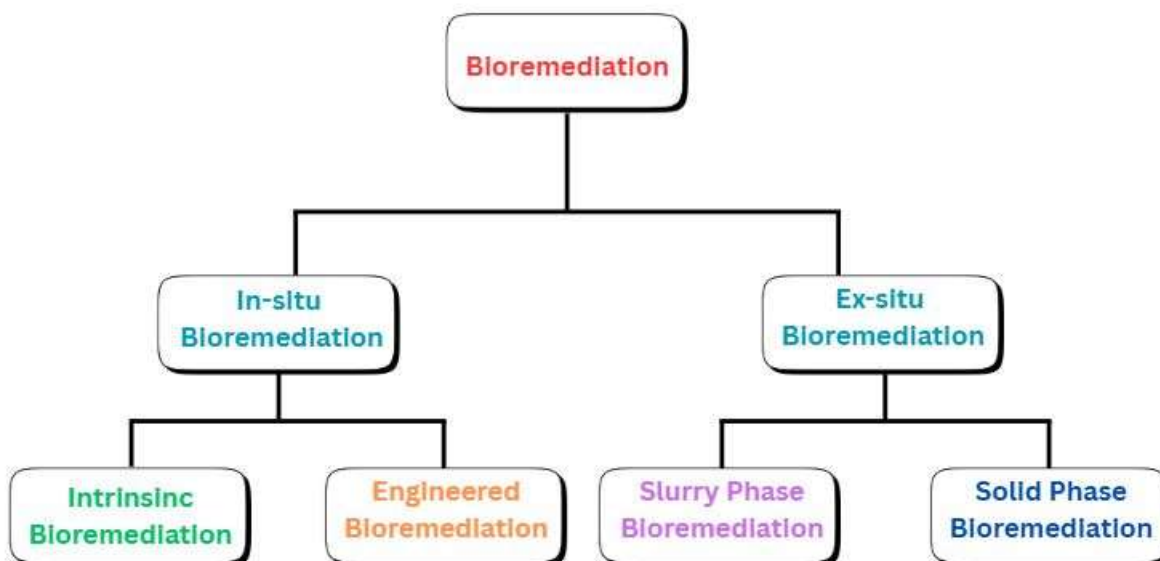 Bioremediation
In-situ
Bioremediation
Ex-situ
Bioremediation
Intrinsinc
Bioremediation
Engineered
Bioremediation
Slurry Phase
Bioremediation
Solid Phase
Bioremediation